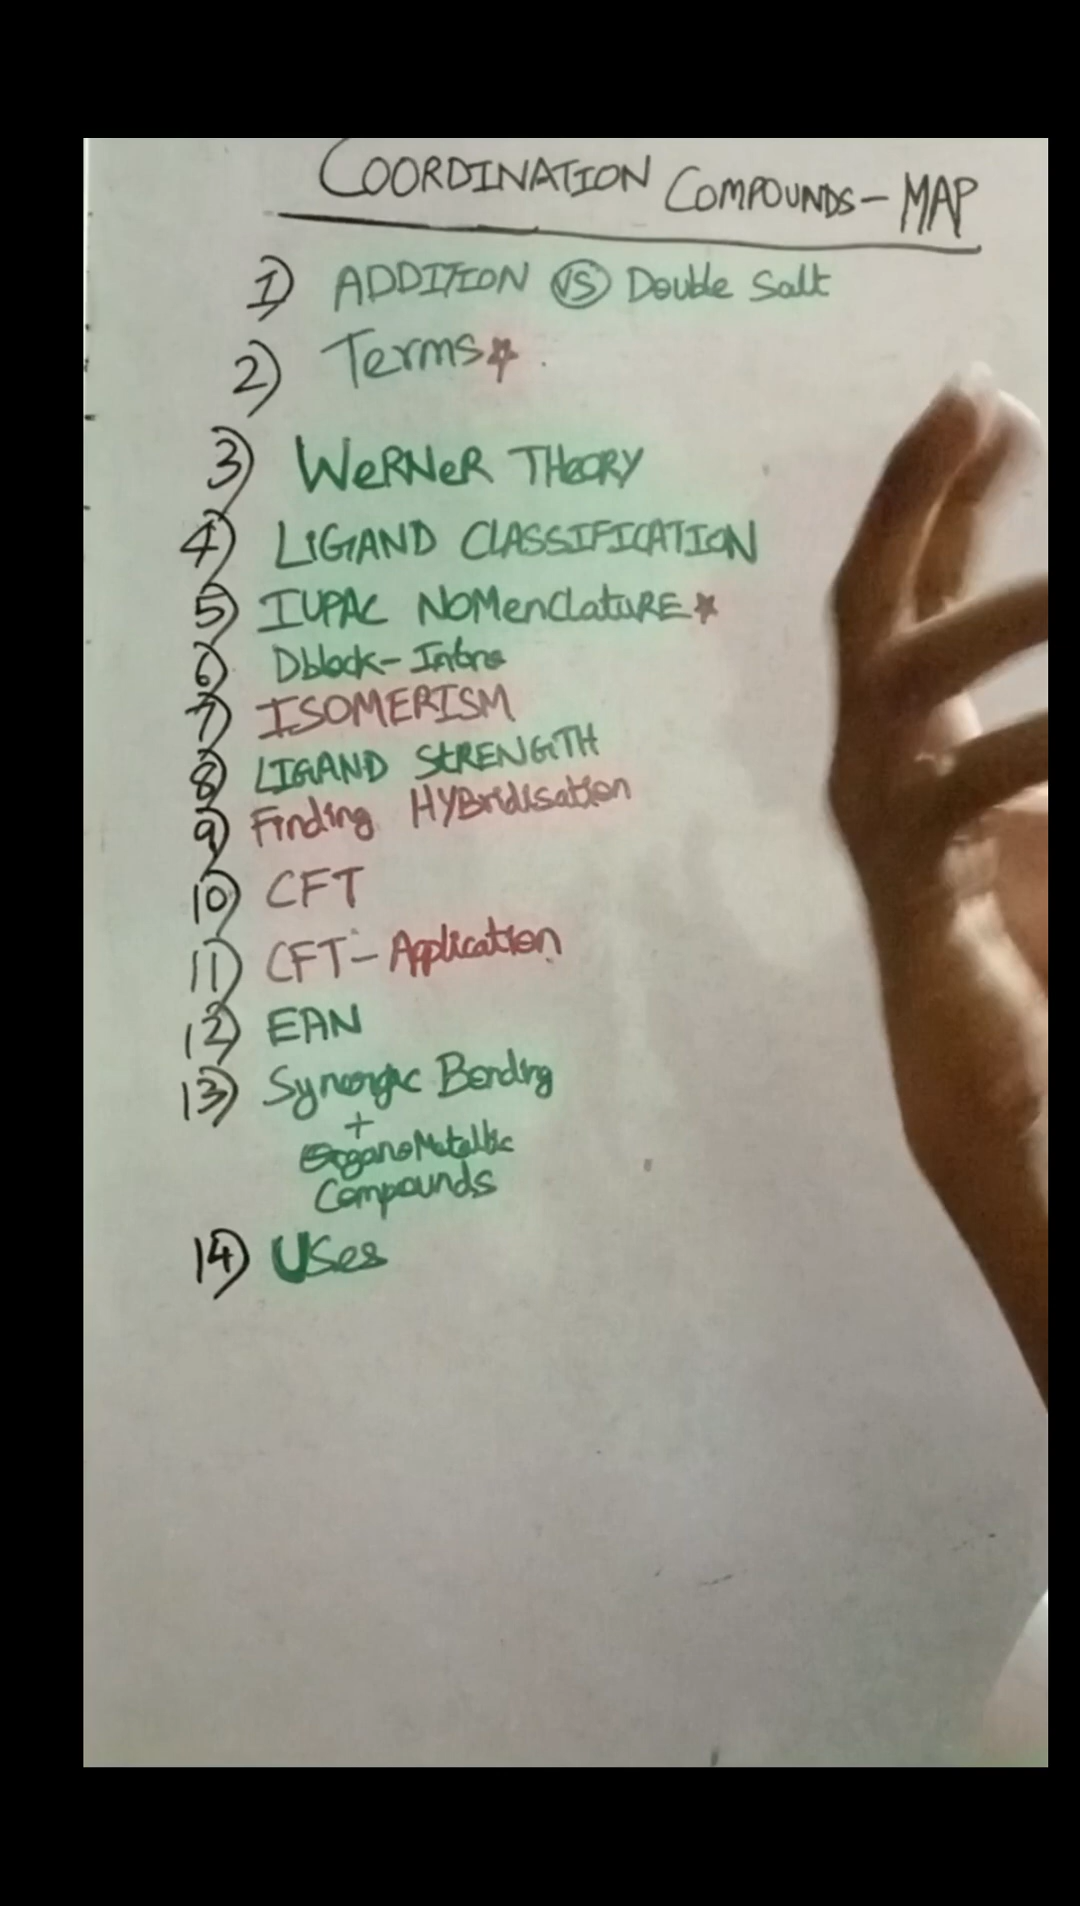 COORDINATION COMPOUNDS - MAP
1) ADDITION VS Double Salt
2) Terms
3) WERNER THEORY
4) LIGAND CLASSIFICATION
5) IUPAC NOMENCLATURE
6) Dblock - Intro
7) ISOMERISM
8) LIGAND STRENGTH
9) Finding HYBridisation
10) CFT
11) CFT - Application
12) EAN
13) Synergic Bonding
+
OrganoMetallic
Compounds
14) Uses